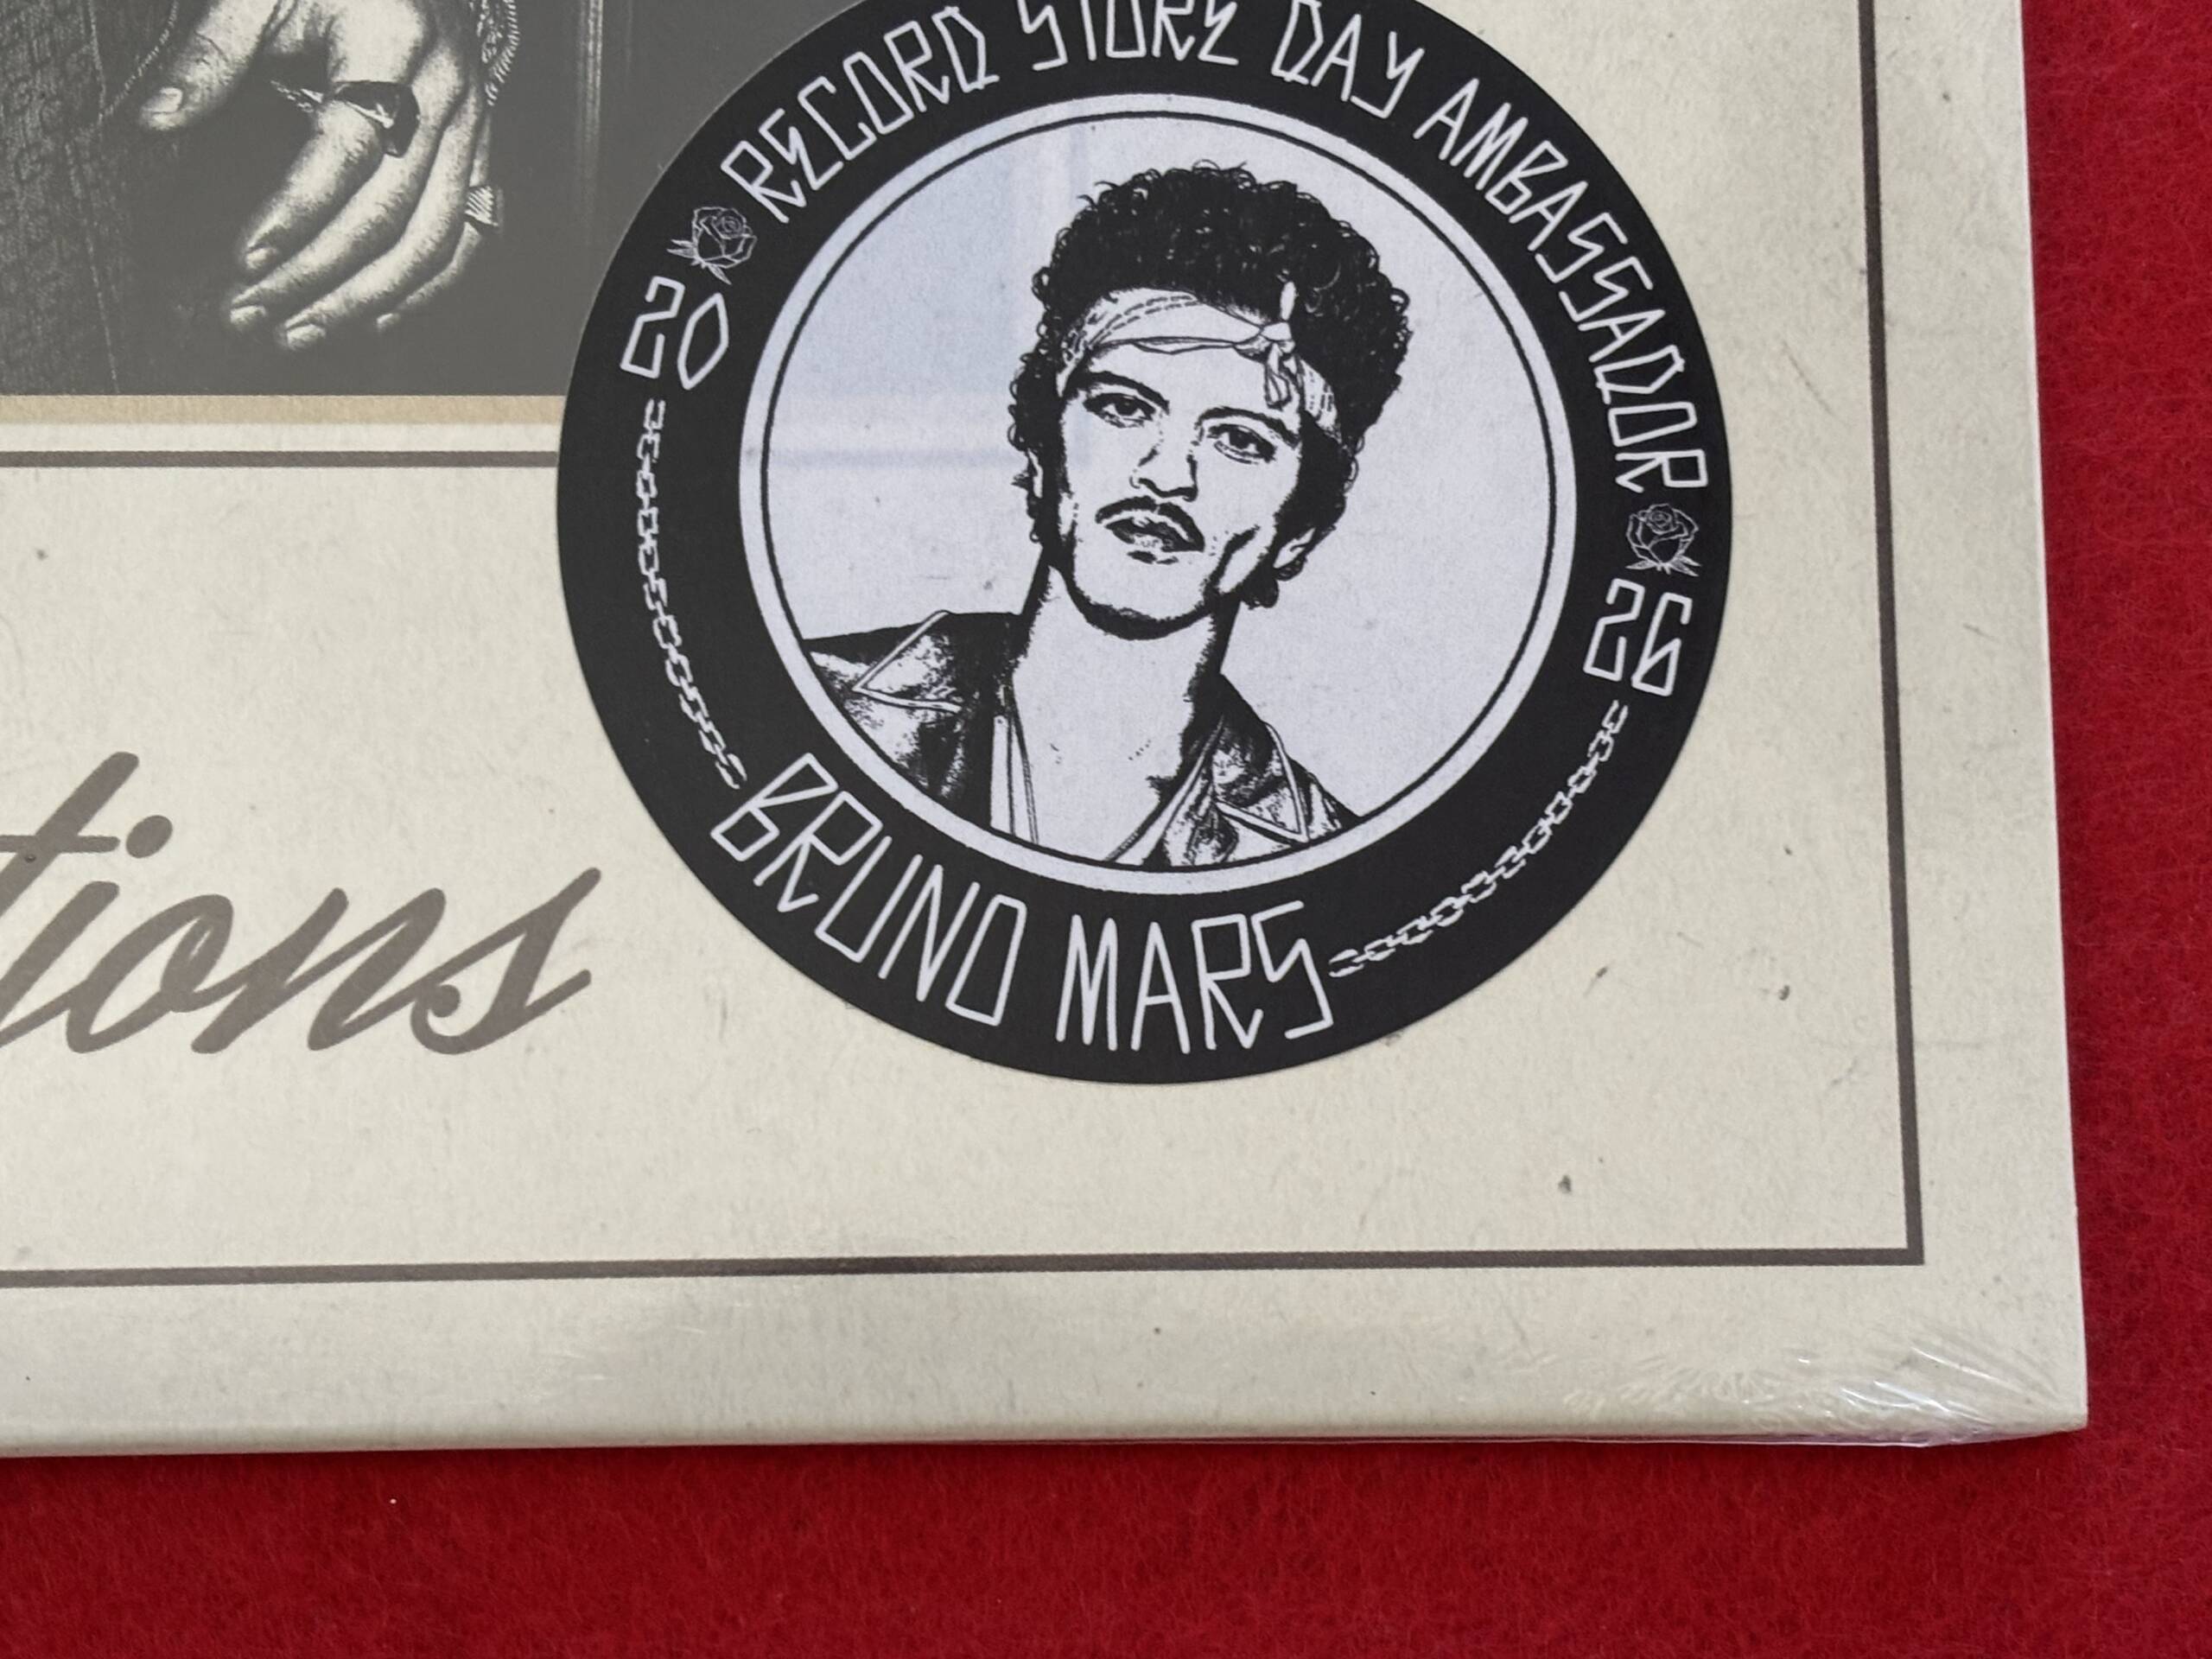 RECORD STORE DAY AMBASSADOR
20 26
BRUNO MARS
tions